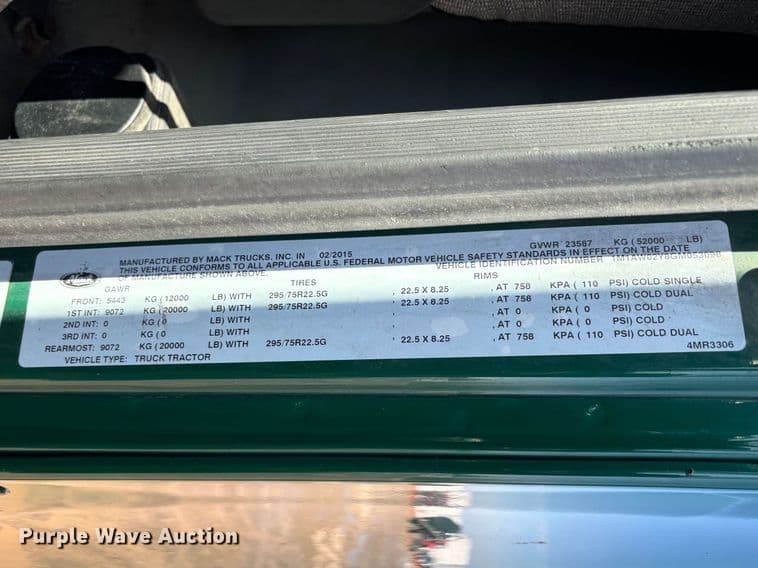 MANUFACTURED BY MACK TRUCKS, INC. IN 02/2015 GVWR 23587 KG (52000 LB)
THIS VEHICLE CONFORMS TO ALL APPLICABLE U.S. FEDERAL MOTOR VEHICLE SAFETY STANDARDS IN EFFECT ON THE DATE
OF MANUFACTURE SHOWN ABOVE. VEHICLE IDENTIFICATION NUMBER
GAWR TIRES RIMS
FRONT: 5443 KG (12000 LB) WITH 295/75R22.5G , 22.5 X 8.25 , AT 758 KPA ( 110 PSI) COLD SINGLE
1ST INT: 9072 KG (20000 LB) WITH 295/75R22.5G , 22.5 X 8.25 , AT 758 KPA ( 110 PSI) COLD DUAL
2ND INT: 0 KG (0 LB) WITH , , AT 0 KPA ( 0 PSI) COLD
3RD INT: 0 KG (0 LB) WITH , , AT 0 KPA ( 0 PSI) COLD
REARMOST: 9072 KG (20000 LB) WITH 295/75R22.5G , 22.5 X 8.25 , AT 758 KPA ( 110 PSI) COLD DUAL
VEHICLE TYPE: TRUCK TRACTOR 4MR3306
Purple Wave Auction